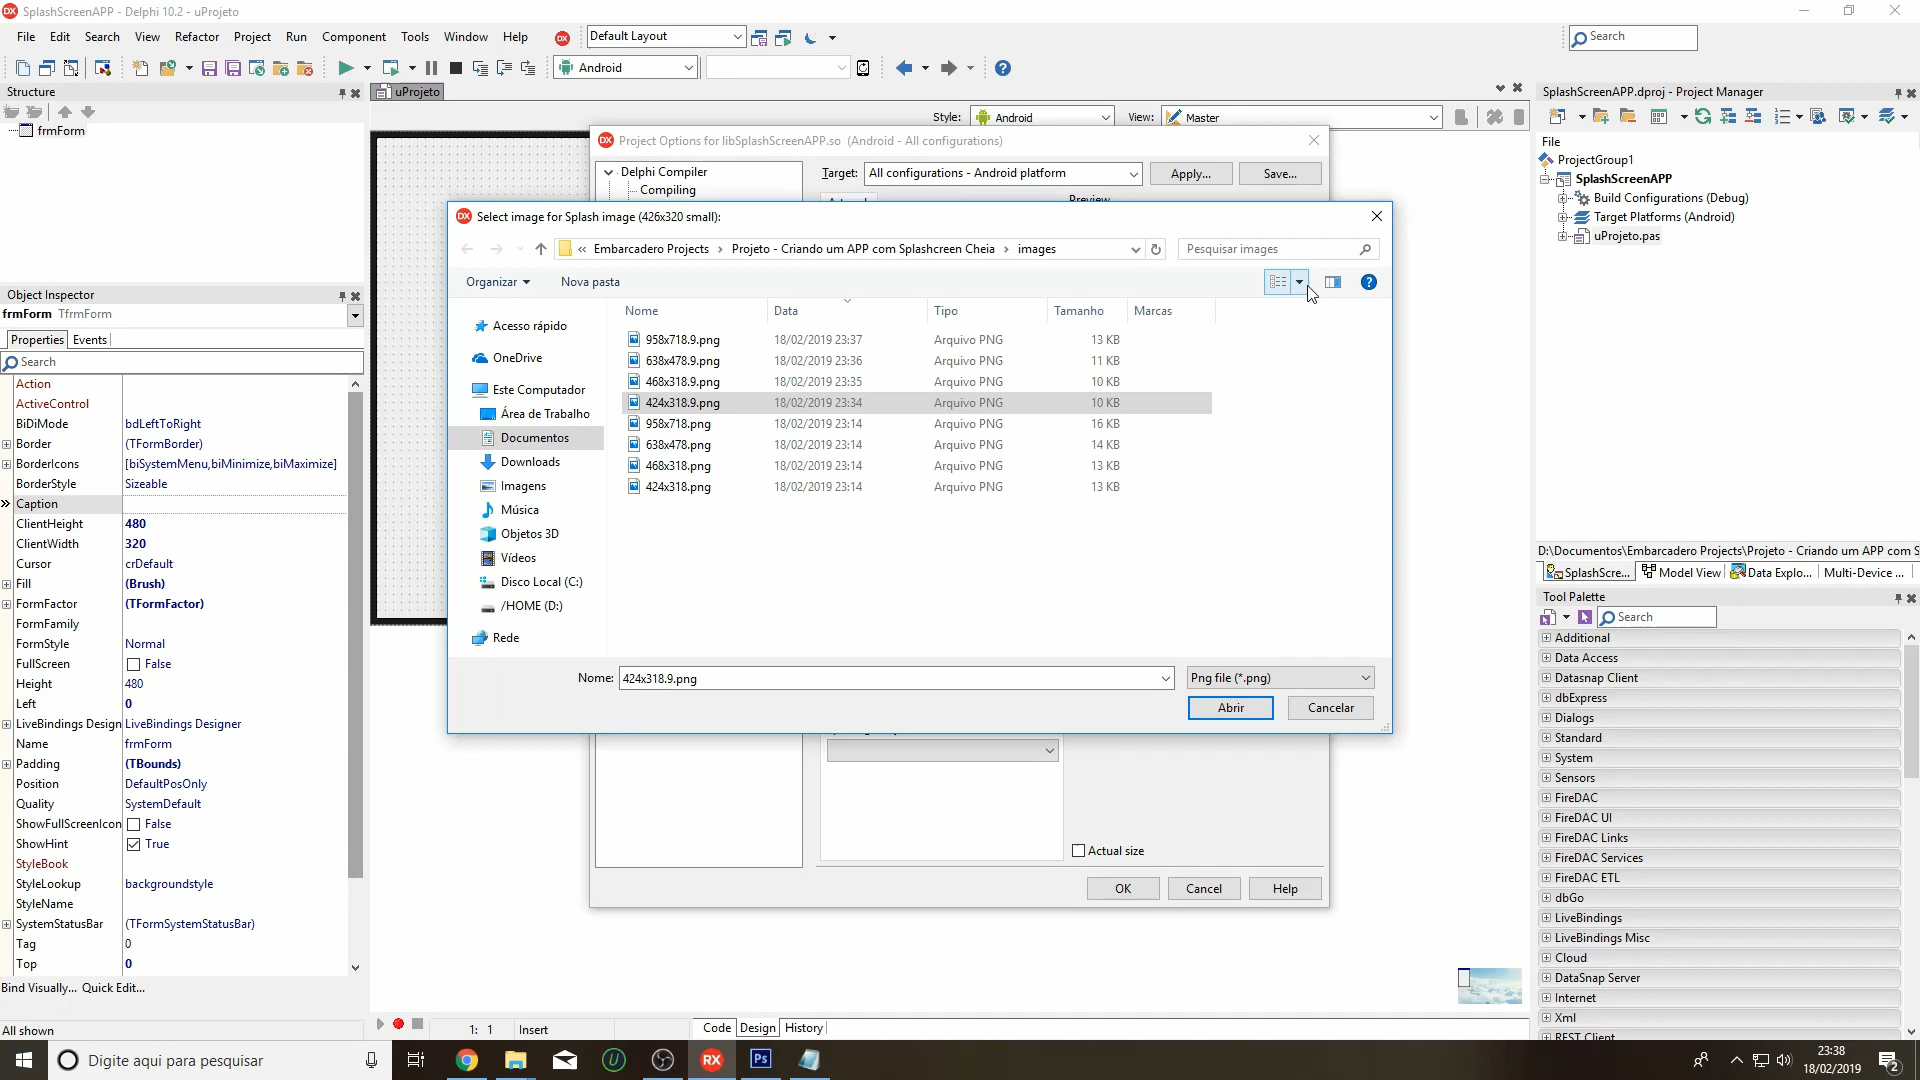 SplashScreenAPP - Delphi 10.2 - uProjeto
File Edit Search View Refactor Project Run Component Tools Window Help Default Layout Search
Android
Structure
uProjeto
SplashScreenAPP.dproj - Project Manager
Style: Android View: Master
frmForm
File
ProjectGroup1
SplashScreenAPP
Build Configurations (Debug)
Target Platforms (Android)
uProjeto.pas
Project Options for libSplashScreenAPP.so (Android - All configurations)
Delphi Compiler
Compiling
Target: All configurations - Android platform Apply... Save...
Preview
Select image for Splash image (426x320 small):
« Embarcadero Projects › Projeto - Criando um APP com Splashcreen Cheia › images
Pesquisar images
Organizar Nova pasta
Nome Data Tipo Tamanho Marcas
Acesso rápido
OneDrive
Este Computador
Área de Trabalho
Documentos
Downloads
Imagens
Música
Objetos 3D
Vídeos
Disco Local (C:)
/HOME (D:)
Rede
958x718.9.png 18/02/2019 23:37 Arquivo PNG 13 KB
638x478.9.png 18/02/2019 23:36 Arquivo PNG 11 KB
468x318.9.png 18/02/2019 23:35 Arquivo PNG 10 KB
424x318.9.png 18/02/2019 23:34 Arquivo PNG 10 KB
958x718.png 18/02/2019 23:14 Arquivo PNG 16 KB
638x478.png 18/02/2019 23:14 Arquivo PNG 14 KB
468x318.png 18/02/2019 23:14 Arquivo PNG 13 KB
424x318.png 18/02/2019 23:14 Arquivo PNG 13 KB
Nome: 424x318.9.png Png file (*.png)
Abrir Cancelar
Actual size
OK Cancel Help
Object Inspector
frmForm TfrmForm
Properties Events
Search
Action
ActiveControl
BiDiMode bdLeftToRight
Border (TFormBorder)
BorderIcons [biSystemMenu,biMinimize,biMaximize]
BorderStyle Sizeable
Caption
ClientHeight 480
ClientWidth 320
Cursor crDefault
Fill (Brush)
FormFactor (TFormFactor)
FormFamily
FormStyle Normal
FullScreen False
Height 480
Left 0
LiveBindings Design LiveBindings Designer
Name frmForm
Padding (TBounds)
Position DefaultPosOnly
Quality SystemDefault
ShowFullScreenIcon False
ShowHint True
StyleBook
StyleLookup backgroundstyle
StyleName
SystemStatusBar (TFormSystemStatusBar)
Tag 0
Top 0
Bind Visually... Quick Edit...
All shown
1: 1 Insert
Code Design History
D:\Documentos\Embarcadero Projects\Projeto - Criando um APP com S
SplashScre... Model View Data Explo... Multi-Device ...
Tool Palette
Search
Additional
Data Access
Datasnap Client
dbExpress
Dialogs
Standard
System
Sensors
FireDAC
FireDAC UI
FireDAC Links
FireDAC Services
FireDAC ETL
dbGo
LiveBindings
LiveBindings Misc
Cloud
DataSnap Server
Internet
Xml
REST Client
Digite aqui para pesquisar
RX
Ps
23:38
18/02/2019
2